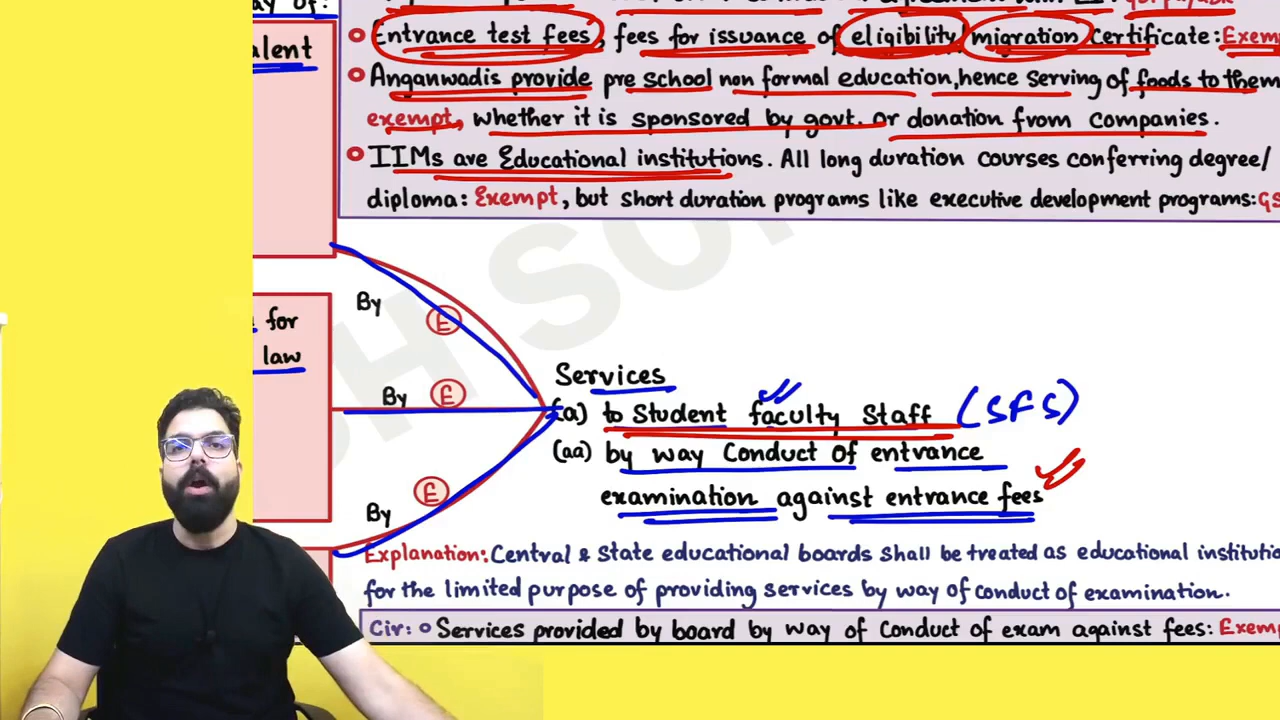 of:
Entrance test fees, fees for issuance of eligibility migration Certificate: Exem
valent
Anganwadis provide pre school non formal education, hence serving of foods to them
exempt, whether it is sponsored by govt. or donation from companies.
IIMs are Educational institutions. All long duration courses conferring degree/
diploma: Exempt, but short duration programs like executive development programs: GS
By
E
for
law
By
E
By
E
Services
(a) to Student faculty Staff (SFS)
(aa) by way Conduct of entrance
examination against entrance fees
Explanation: Central & State educational boards shall be treated as educational institutio
for the limited purpose of providing services by way of conduct of examination.
Cir: Services provided by board by way of Conduct of exam against fees: Exemp